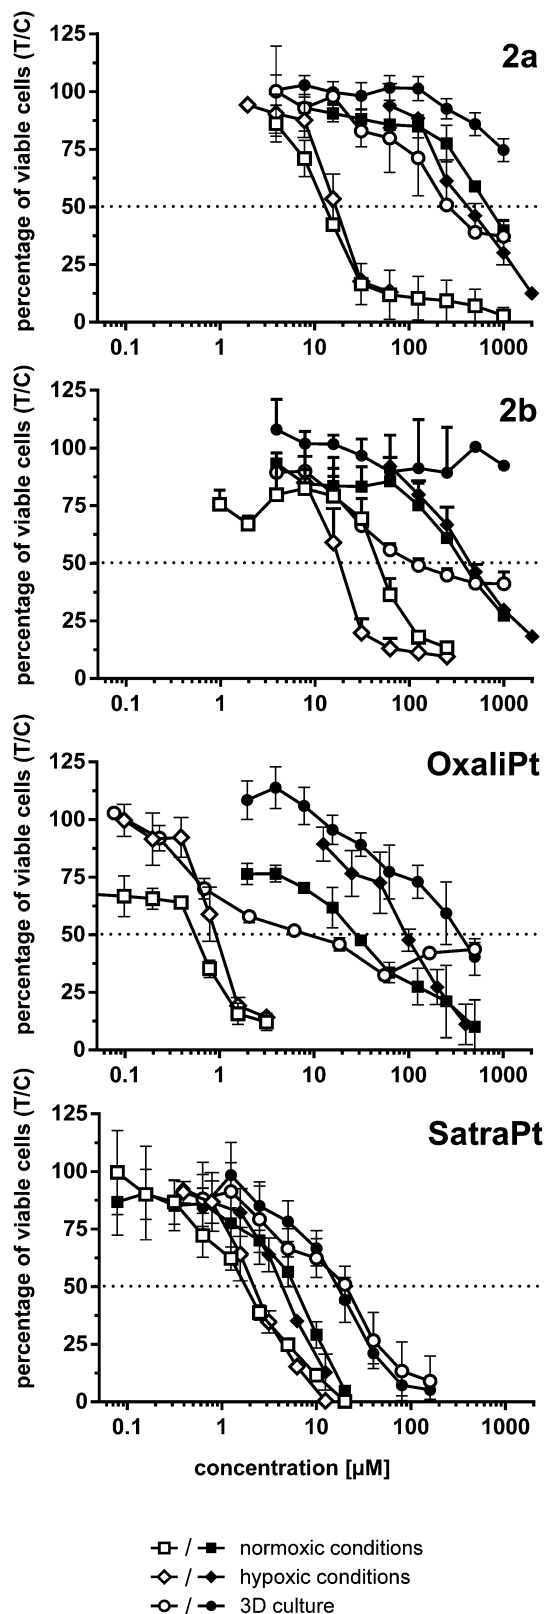 2a
percentage of viable cells (T/C)
125
100
75
50
25
0
0.1 1 10 100 1000
2b
percentage of viable cells (T/C)
125
100
75
50
25
0
0.1 1 10 100 1000
OxaliPt
percentage of viable cells (T/C)
125
100
75
50
25
0
0.1 1 10 100 1000
SatraPt
percentage of viable cells (T/C)
125
100
75
50
25
0
0.1 1 10 100 1000
concentration [µM]
/ normoxic conditions
/ hypoxic conditions
/ 3D culture